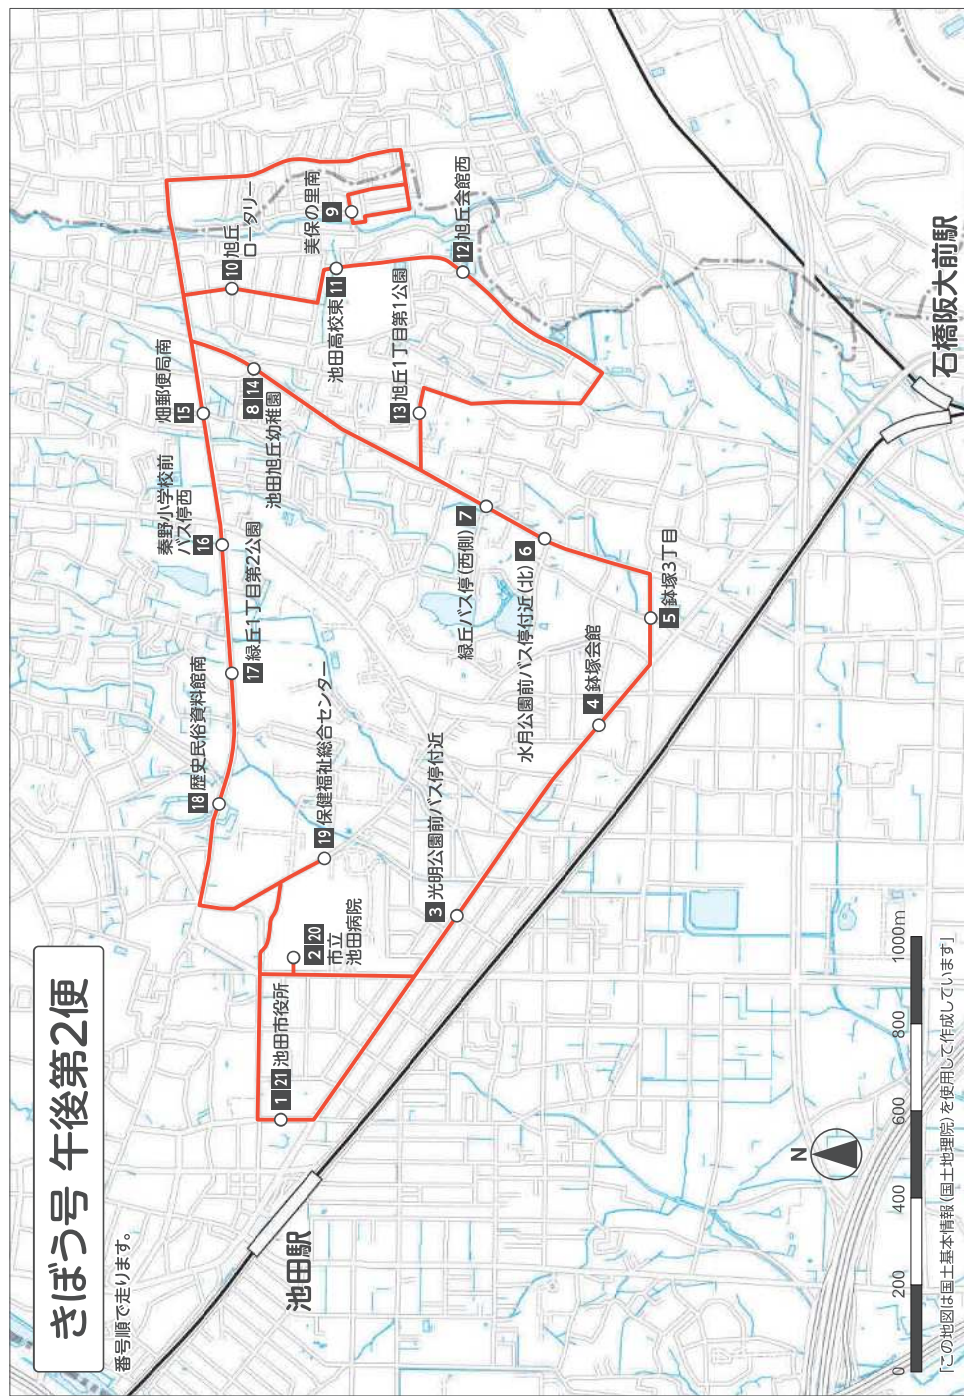 きぼう号 午後第2便
番号順で走ります。
1 21 池田市役所
2 20
市立
池田病院
3 光明公園前バス停付近
4 鉢塚会館
5 鉢塚3丁目
水月公園前バス停付近(北) 6
緑丘バス停(西側) 7
8 14
池田旭丘幼稚園
美保の里南
9
10 旭丘
ロータリー
池田高校東 11
12 旭丘会館西
13 旭丘1丁目第1公園
畑郵便局南
15
秦野小学校前
バス停西
16
17 緑丘1丁目第2公園
18 歴史民俗資料館南
19 保健福祉総合センター
池田駅
石橋阪大前駅
N
0 200 400 600 800 1000m
「この地図は国土基本情報(国土地理院)を使用して作成しています」